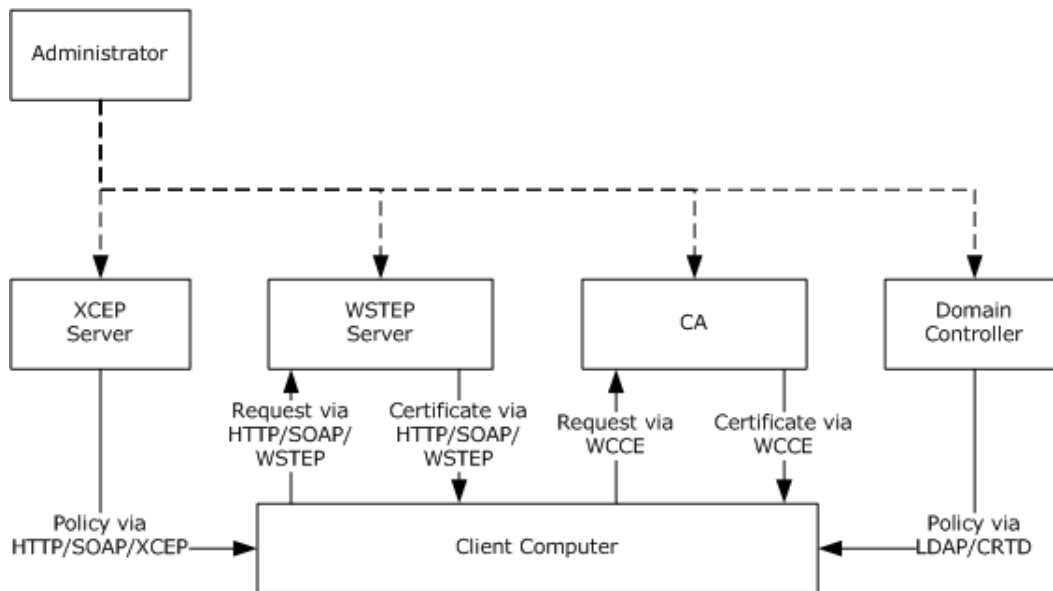 Administrator
XCEP
Server
WSTEP
Server
CA
Domain
Controller
Request via
HTTP/SOAP/
WSTEP
Certificate via
HTTP/SOAP/
WSTEP
Request via
WCCE
Certificate via
WCCE
Policy via
HTTP/SOAP/XCEP
Client Computer
Policy via
LDAP/CRTD